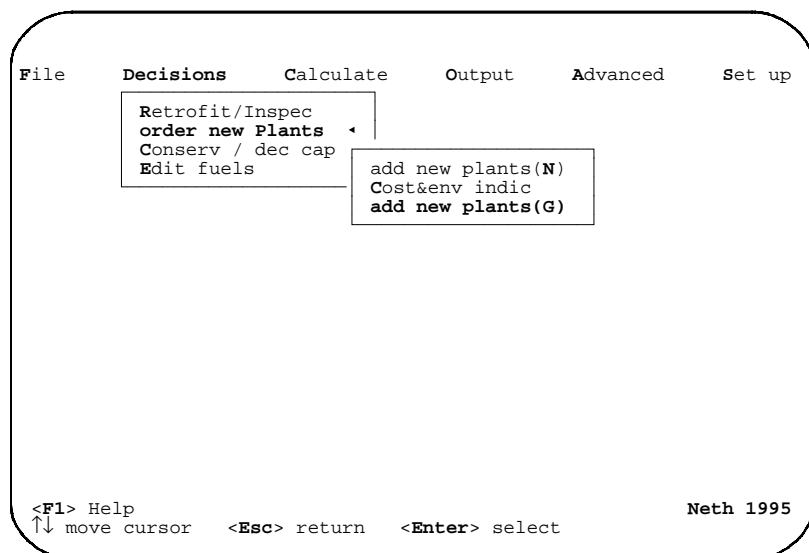 File Decisions Calculate Output Advanced Set up
Retrofit/Inspec
order new Plants ◂
Conserv / dec cap
Edit fuels
add new plants(N)
Cost&env indic
add new plants(G)
<F1> Help Neth 1995
↑↓ move cursor <Esc> return <Enter> select